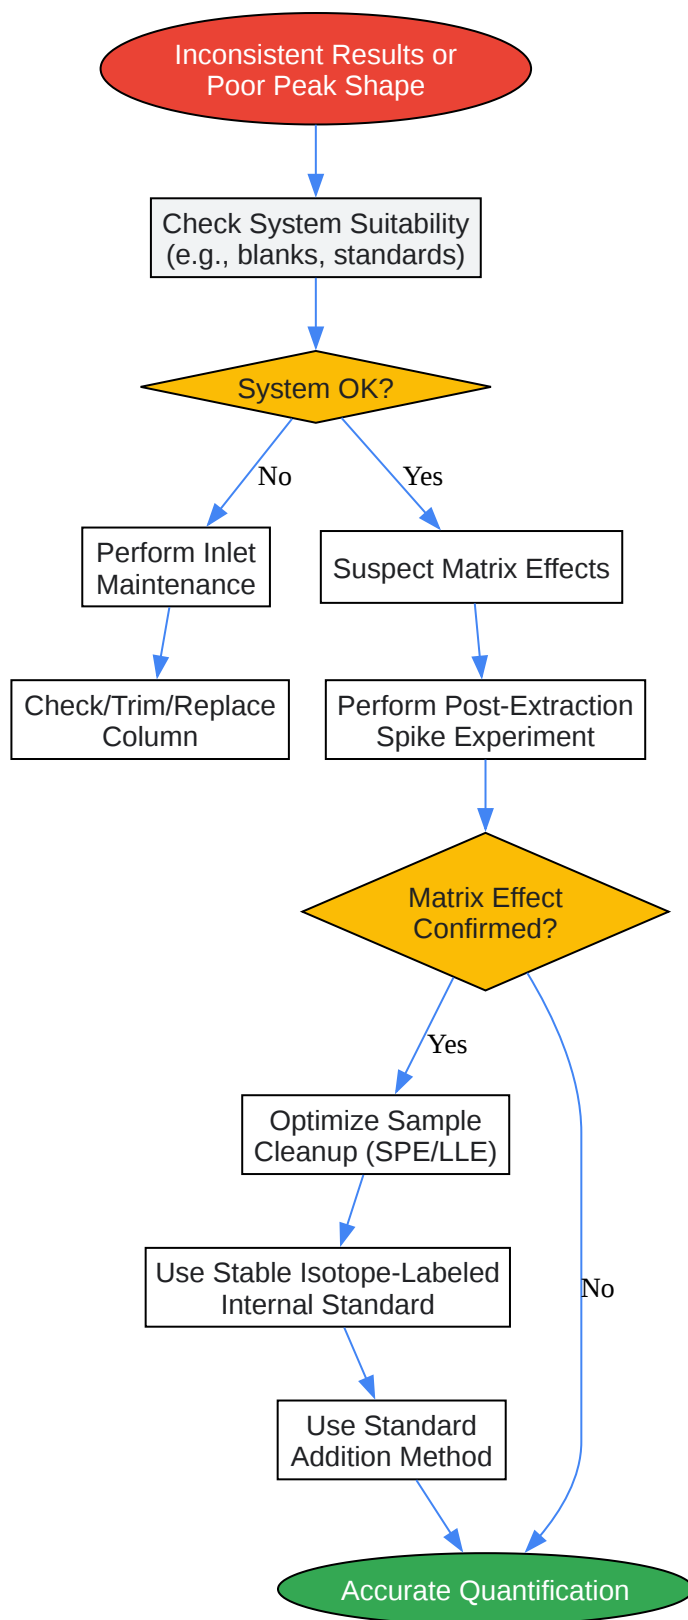 Inconsistent Results or
Poor Peak Shape
Check System Suitability
(e.g., blanks, standards)
System OK?
No
Yes
Perform Inlet
Maintenance
Suspect Matrix Effects
Check/Trim/Replace
Column
Perform Post-Extraction
Spike Experiment
Matrix Effect
Confirmed?
Yes
Optimize Sample
Cleanup (SPE/LLE)
Use Stable Isotope-Labeled
Internal Standard
No
Use Standard
Addition Method
Accurate Quantification